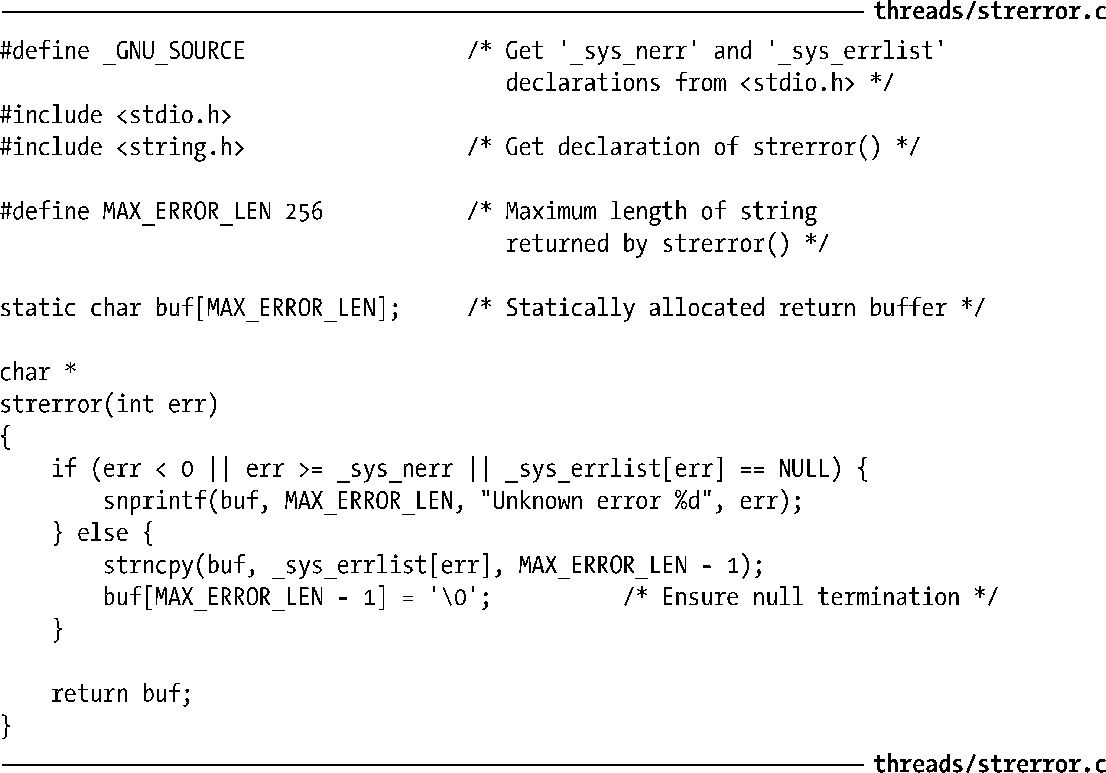 threads/strerror.c
#define _GNU_SOURCE /* Get '_sys_nerr' and '_sys_errlist'
declarations from <stdio.h> */
#include <stdio.h>
#include <string.h> /* Get declaration of strerror() */
#define MAX_ERROR_LEN 256 /* Maximum length of string
returned by strerror() */
static char buf[MAX_ERROR_LEN]; /* Statically allocated return buffer */
char *
strerror(int err)
{
    if (err < 0 || err >= _sys_nerr || _sys_errlist[err] == NULL) {
        snprintf(buf, MAX_ERROR_LEN, "Unknown error %d", err);
    } else {
        strncpy(buf, _sys_errlist[err], MAX_ERROR_LEN - 1);
        buf[MAX_ERROR_LEN - 1] = '\0'; /* Ensure null termination */
    }
    return buf;
}
threads/strerror.c